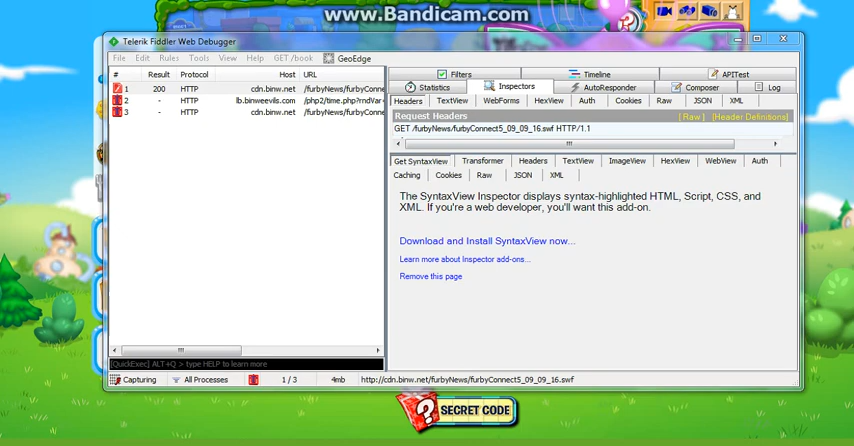 www.Bandicam.com
Telerik Fiddler Web Debugger
File Edit Rules Tools View Help GET /book GeoEdge
# Result Protocol Host URL
1 200 HTTP cdn.binw.net /furbyNews/furbyConne
2 - HTTP lb.binweevils.com /php2/time.php?rndVar
3 - HTTP cdn.binw.net /furbyNews/furbyConne
Filters Timeline APITest
Statistics Inspectors AutoResponder Composer Log
Headers TextView WebForms HexView Auth Cookies Raw JSON XML
Request Headers [ Raw ] [Header Definitions]
GET /furbyNews/furbyConnect5_09_09_16.swf HTTP/1.1
Get SyntaxView Transformer Headers TextView ImageView HexView WebView Auth
Caching Cookies Raw JSON XML
The SyntaxView Inspector displays syntax-highlighted HTML, Script, CSS, and
XML. If you're a web developer, you'll want this add-on.
Download and Install SyntaxView now...
Learn more about Inspector add-ons...
Remove this page
[QuickExec] ALT+Q > type HELP to learn more
Capturing All Processes 1 / 3 4mb http://cdn.binw.net/furbyNews/furbyConnect5_09_09_16.swf
? SECRET CODE